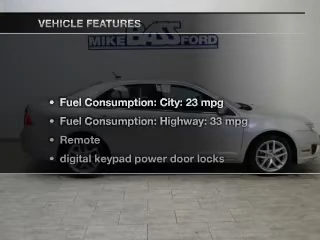 VEHICLE FEATURES
MIKE BASS FORD
• Fuel Consumption: City: 23 mpg
• Fuel Consumption: Highway: 33 mpg
• Remote
• digital keypad power door locks